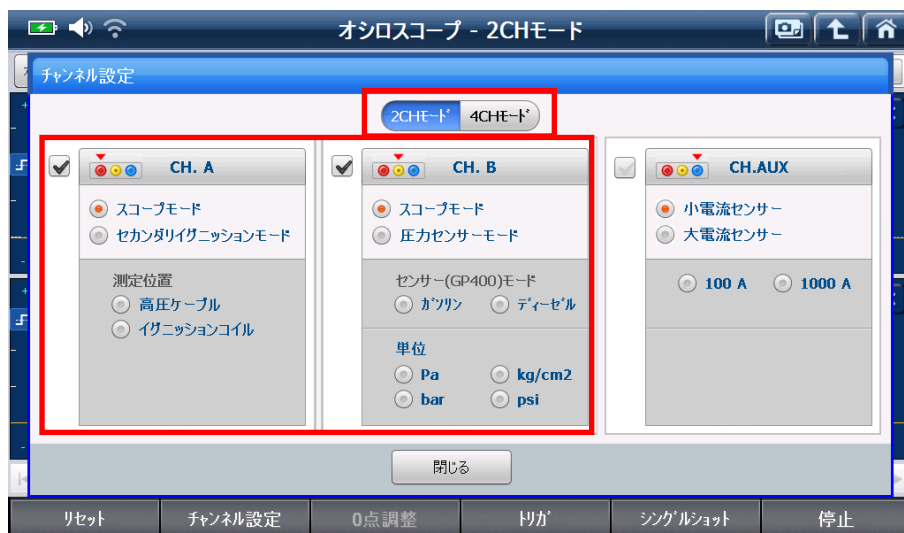 オシロスコープ - 2CHモード
チャンネル設定
2CHﾓｰﾄﾞ 4CHﾓｰﾄﾞ
CH. A
スコープモード
セカンダリイグニッションモード
測定位置
高圧ケーブル
イグニッションコイル
CH. B
スコープモード
圧力センサーモード
センサー(GP400)モード
ｶﾞｿﾘﾝ ﾃﾞｨｰｾﾞﾙ
単位
Pa kg/cm2
bar psi
CH.AUX
小電流センサー
大電流センサー
100 A 1000 A
閉じる
リセット チャンネル設定 0点調整 ﾄﾘｶﾞ ｼﾝｸﾞﾙｼｮｯﾄ 停止